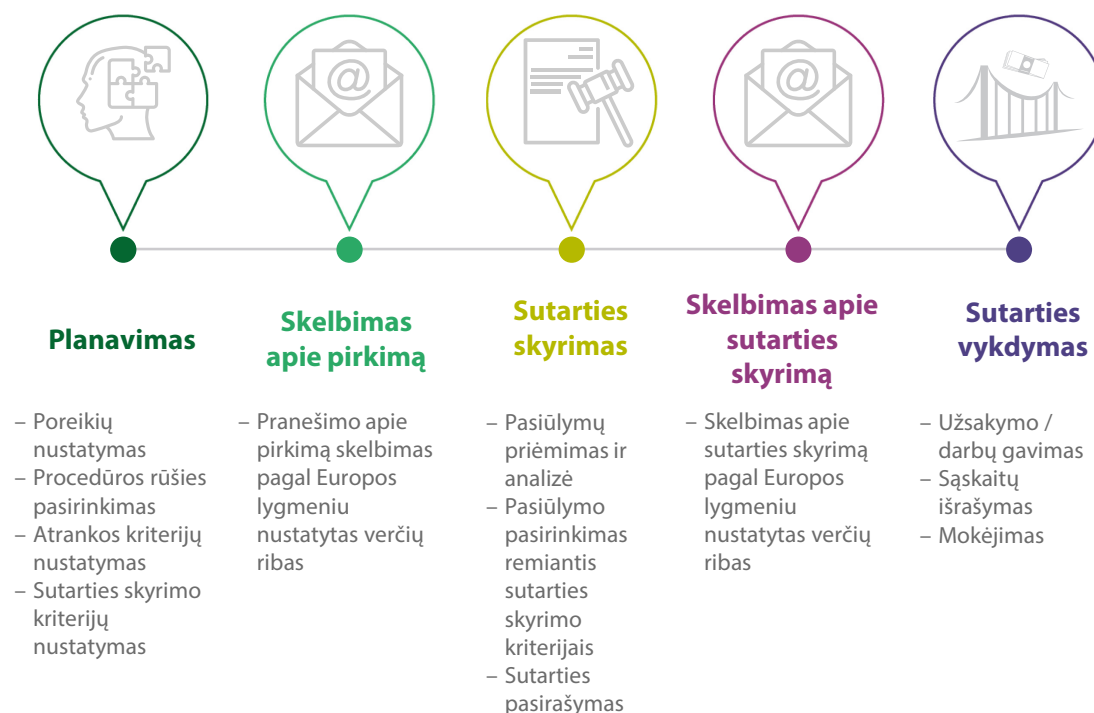 Planavimas
– Poreikių
nustatymas
– Procedūros rūšies
pasirinkimas
– Atrankos kriterijų
nustatymas
– Sutarties skyrimo
kriterijų
nustatymas
Skelbimas
apie pirkimą
– Pranešimo apie
pirkimą skelbimas
pagal Europos
lygmeniu
nustatytas verčių
ribas
Sutarties
skyrimas
– Pasiūlymų
priėmimas ir
analizė
– Pasiūlymo
pasirinkimas
remiantis
sutarties
skyrimo
kriterijais
– Sutarties
pasirašymas
Skelbimas apie
sutarties
skyrimą
– Skelbimas apie
sutarties skyrimą
pagal Europos
lygmeniu
nustatytas verčių
ribas
Sutarties
vykdymas
– Užsakymo /
darbų gavimas
– Sąskaitų
išrašymas
– Mokėjimas